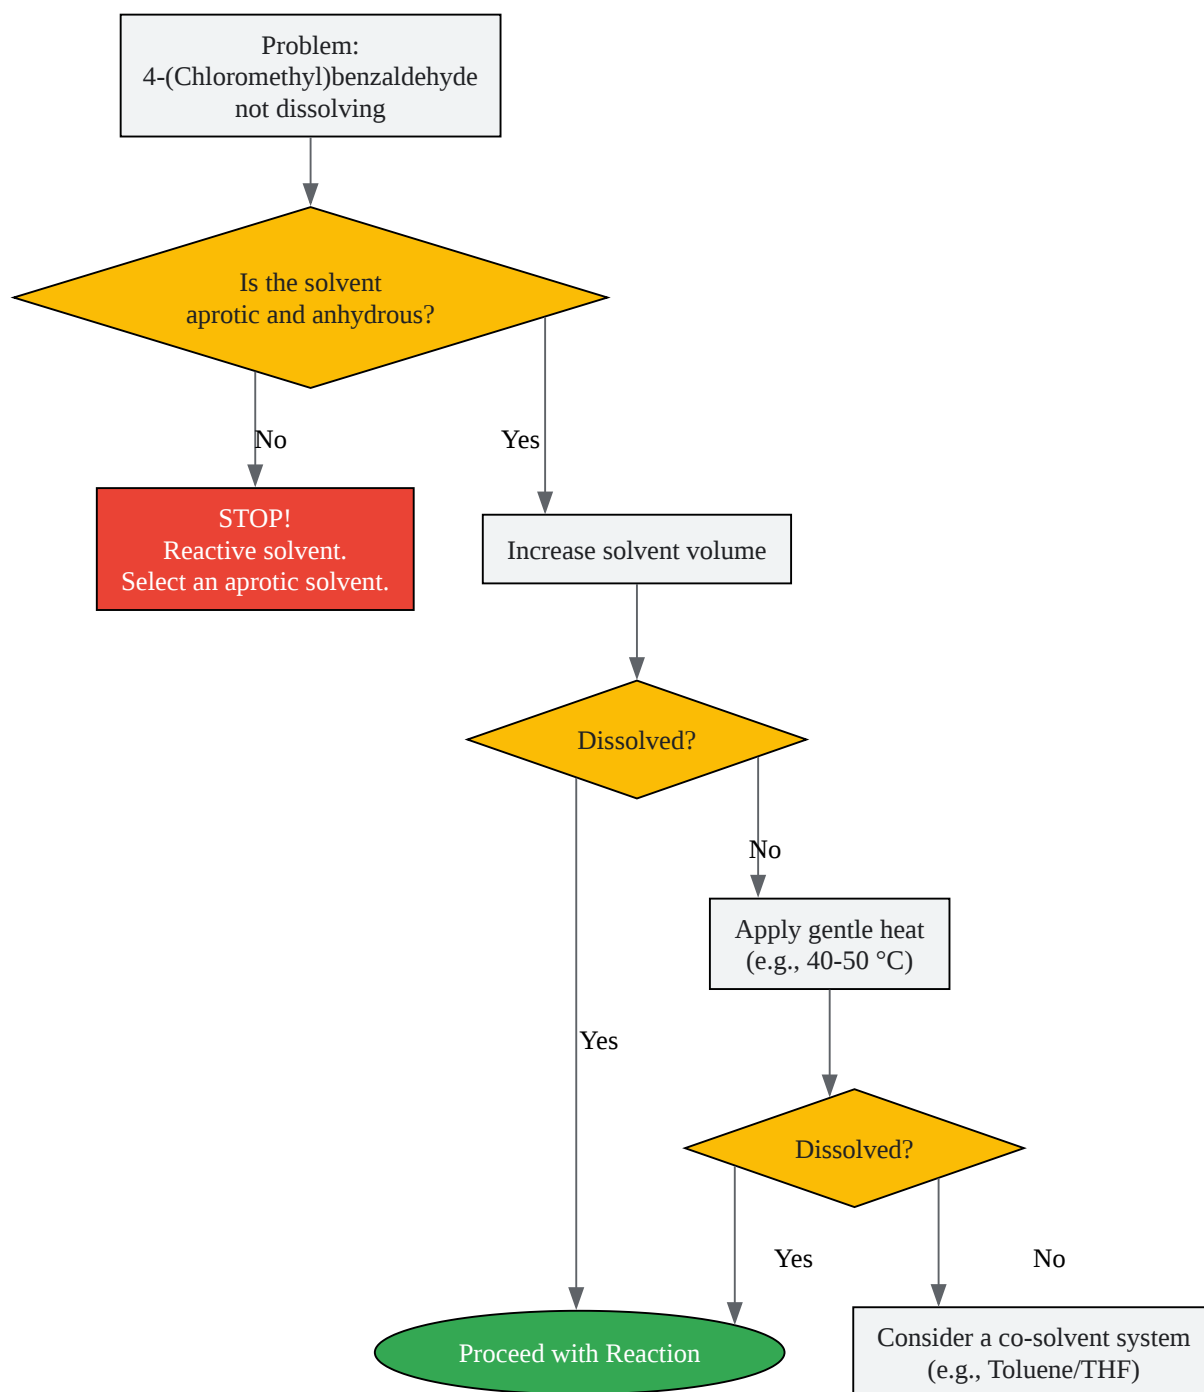 Problem:
4-(Chloromethyl)benzaldehyde
not dissolving
Is the solvent
aprotic and anhydrous?
No
Yes
STOP!
Reactive solvent.
Select an aprotic solvent.
Increase solvent volume
Dissolved?
No
Apply gentle heat
(e.g., 40-50 °C)
Yes
Dissolved?
Yes
No
Proceed with Reaction
Consider a co-solvent system
(e.g., Toluene/THF)